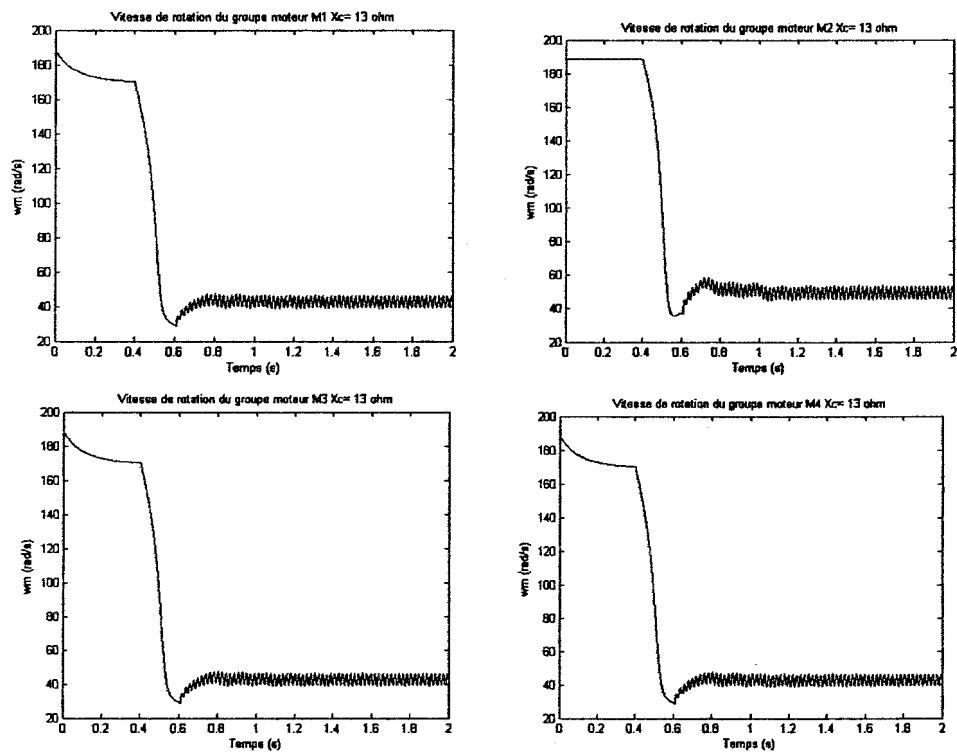 Vitesse de rotation du groupe moteur M1 Xc= 13 ohm
200
180
160
140
120
100
80
60
40
20
wm (rad/s)
0 0.2 0.4 0.6 0.8 1 1.2 1.4 1.6 1.8 2
Temps (s)
Vitesse de rotation du groupe moteur M2 Xc= 13 ohm
200
180
160
140
120
100
80
60
40
20
wm (rad/s)
0 0.2 0.4 0.6 0.8 1 1.2 1.4 1.6 1.8 2
Temps (s)
Vitesse de rotation du groupe moteur M3 Xc= 13 ohm
200
180
160
140
120
100
80
60
40
20
wm (rad/s)
0 0.2 0.4 0.6 0.8 1 1.2 1.4 1.6 1.8 2
Temps (s)
Vitesse de rotation du groupe moteur M4 Xc= 13 ohm
200
180
160
140
120
100
80
60
40
20
wm (rad/s)
0 0.2 0.4 0.6 0.8 1 1.2 1.4 1.6 1.8 2
Temps (s)